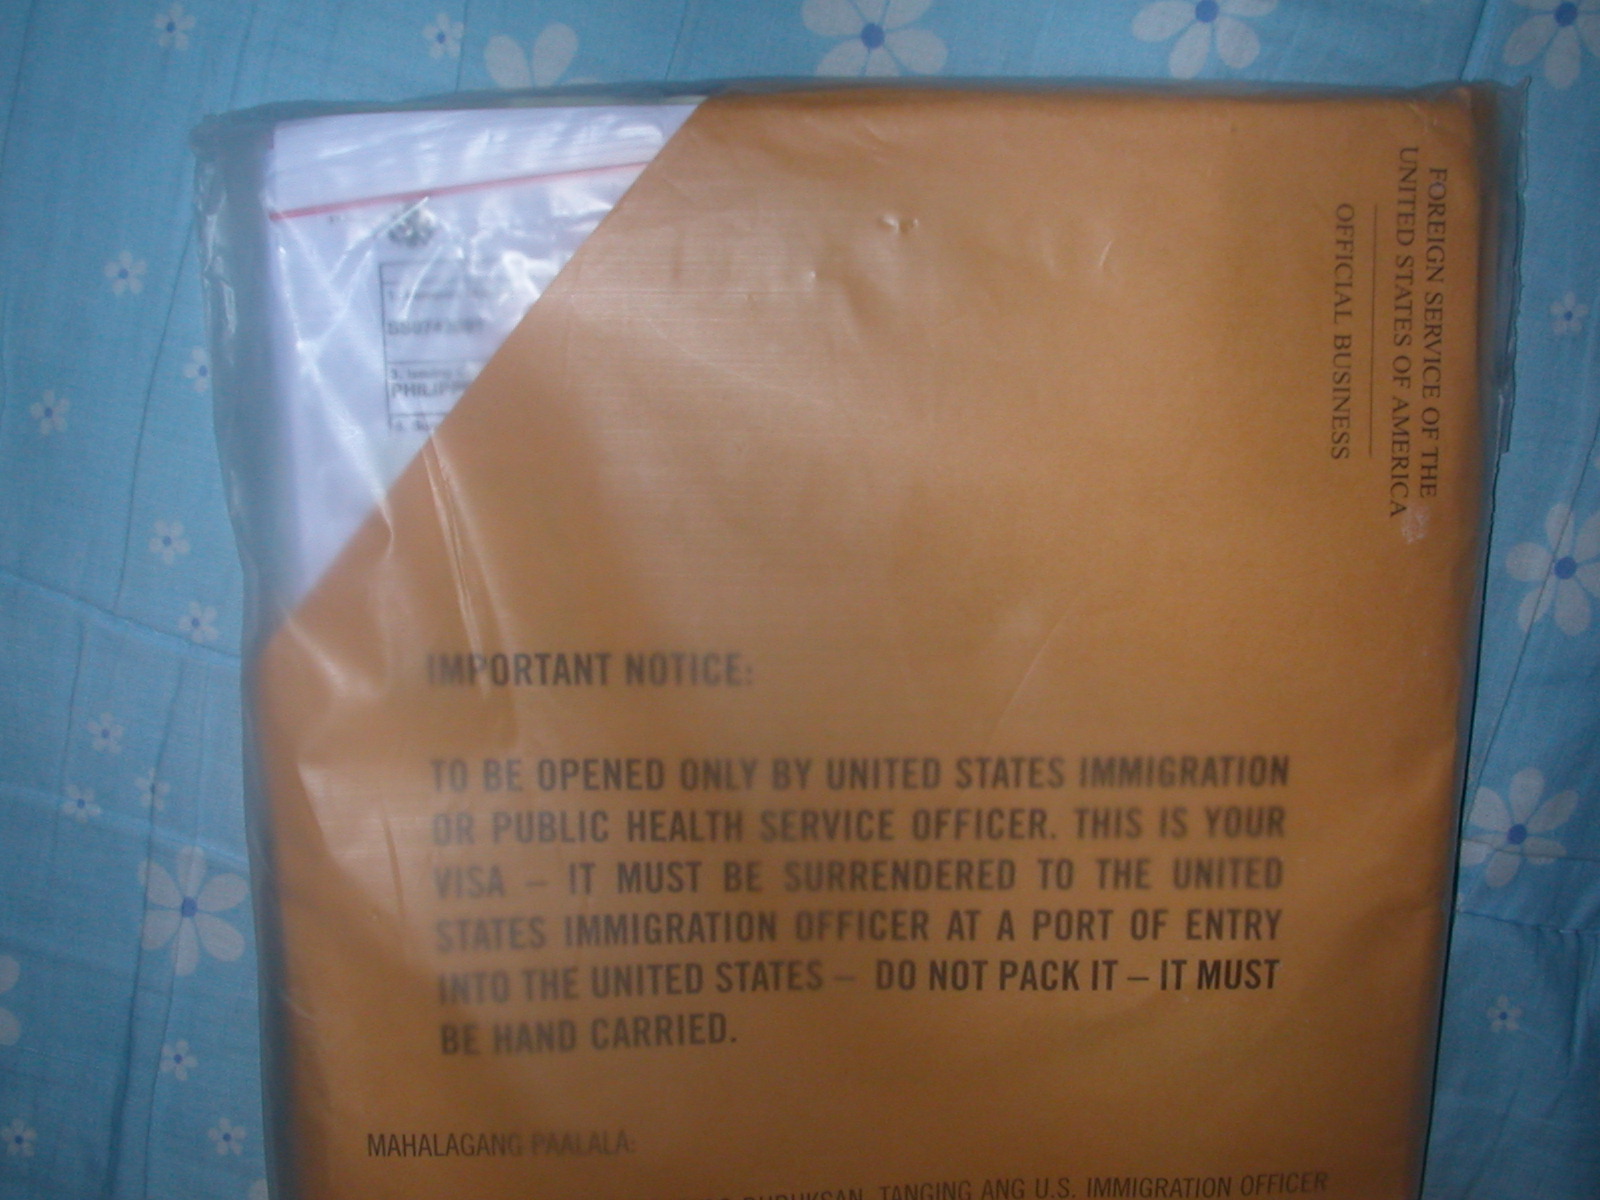 FOREIGN SERVICE OF THE
UNITED STATES OF AMERICA
OFFICIAL BUSINESS
IMPORTANT NOTICE:
TO BE OPENED ONLY BY UNITED STATES IMMIGRATION
OR PUBLIC HEALTH SERVICE OFFICER. THIS IS YOUR
VISA – IT MUST BE SURRENDERED TO THE UNITED
STATES IMMIGRATION OFFICER AT A PORT OF ENTRY
INTO THE UNITED STATES – DO NOT PACK IT – IT MUST
BE HAND CARRIED.
MAHALAGANG PAALALA:
BUBUKSAN, TANGING ANG U.S. IMMIGRATION OFFICER